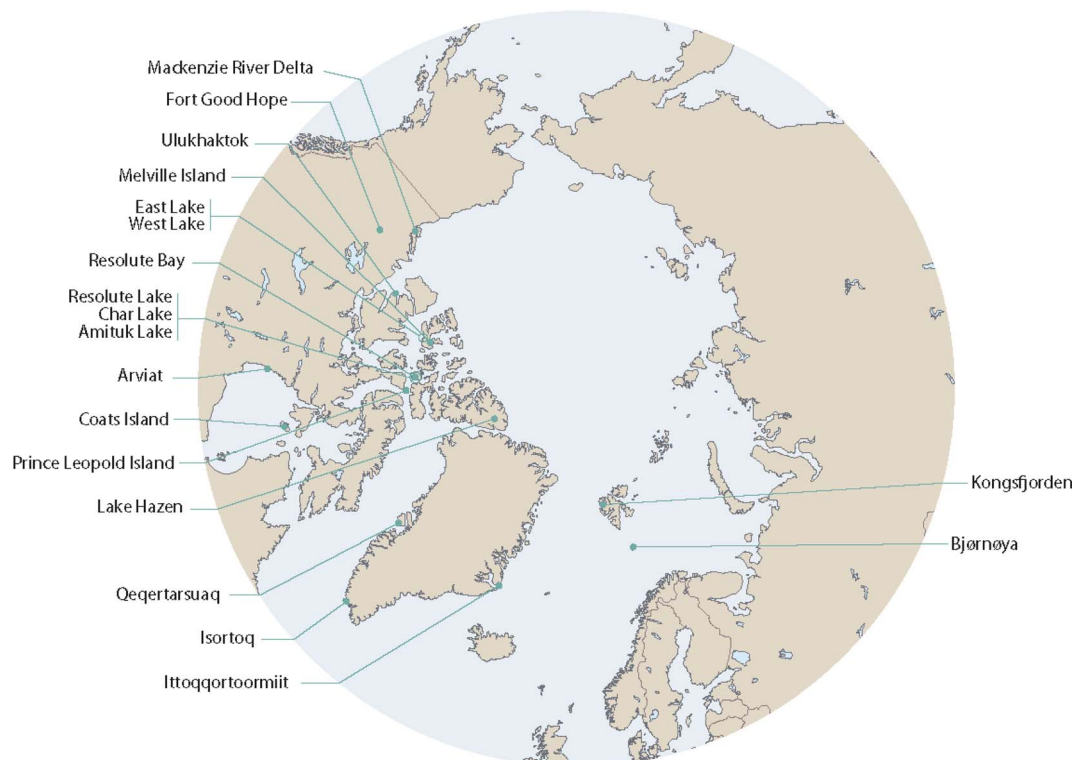 Mackenzie River Delta
Fort Good Hope
Ulukhaktok
Melville Island
East Lake
West Lake
Resolute Bay
Resolute Lake
Char Lake
Amituk Lake
Arviat
Coats Island
Prince Leopold Island
Lake Hazen
Qeqertarsuaq
Isortoq
Ittoqqortoormiit
Kongsfjorden
Bjørnøya